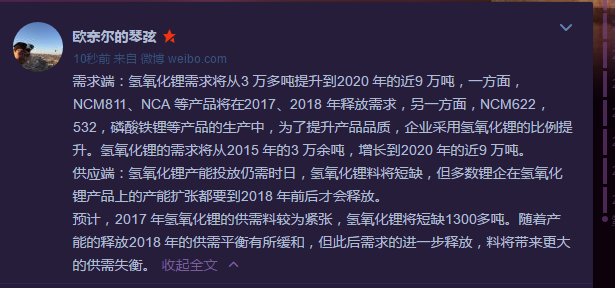 欧奈尔的琴弦
10秒前 来自 微博 weibo.com
需求端：氢氧化锂需求将从3 万多吨提升到2020 年的近9 万吨，一方面，
NCM811、NCA 等产品将在2017、2018 年释放需求，另一方面，NCM622，
532，磷酸铁锂等产品的生产中，为了提升产品品质，企业采用氢氧化锂的比例提
升。氢氧化锂的需求将从2015 年的3 万余吨，增长到2020 年的近9 万吨。
供应端：氢氧化锂产能投放仍需时日，氢氧化锂料将短缺，但多数锂企在氢氧化
锂产品上的产能扩张都要到2018 年前后才会释放。
预计，2017 年氢氧化锂的供需料较为紧张，氢氧化锂将短缺1300多吨。随着产
能的释放2018 年的供需平衡有所缓和，但此后需求的进一步释放，料将带来更大
的供需失衡。 收起全文